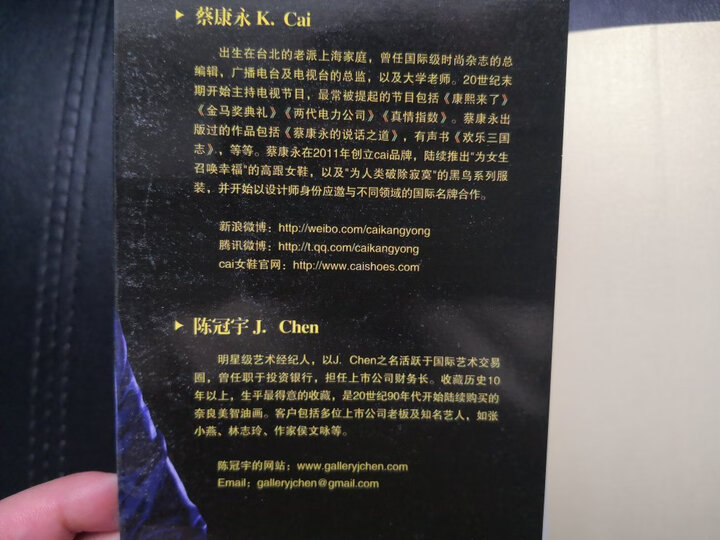 ▶ 蔡康永 K. Cai
出生在台北的老派上海家庭，曾任国际级时尚杂志的总
编辑，广播电台及电视台的总监，以及大学老师。20世纪末
期开始主持电视节目，最常被提起的节目包括《康熙来了》
《金马奖典礼》《两代电力公司》《真情指数》。蔡康永出
版过的作品包括《蔡康永的说话之道》，有声书《欢乐三国
志》，等等。蔡康永在2011年创立cai品牌，陆续推出"为女生
召唤幸福"的高跟女鞋，以及"为人类破除寂寞"的黑鸟系列服
装，并开始以设计师身份应邀与不同领域的国际名牌合作。
新浪微博：http://weibo.com/caikangyong
腾讯微博：http://t.qq.com/caikangyong
cai女鞋官网：http://www.caishoes.com
▶ 陈冠宇 J. Chen
明星级艺术经纪人，以J. Chen之名活跃于国际艺术交易
圈，曾任职于投资银行，担任上市公司财务长。收藏历史10
年以上，生平最得意的收藏，是20世纪90年代开始陆续购买的
奈良美智油画。客户包括多位上市公司老板及知名艺人，如张
小燕、林志玲、作家侯文咏等。
陈冠宇的网站：www.galleryjchen.com
Email：galleryjchen@gmail.com